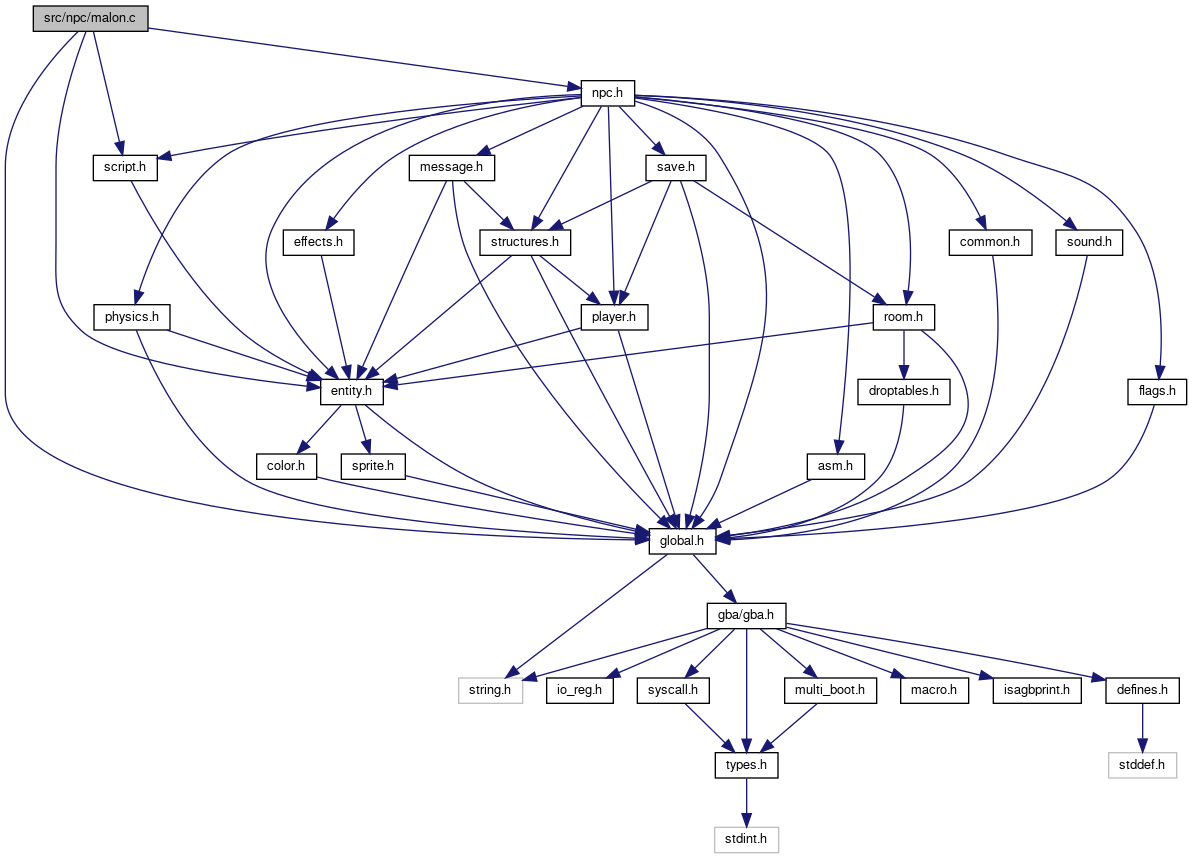 src/npc/malon.c
npc.h
script.h
message.h
save.h
effects.h
structures.h
common.h
sound.h
physics.h
player.h
room.h
entity.h
droptables.h
flags.h
color.h
sprite.h
asm.h
global.h
gba/gba.h
string.h
io_reg.h
syscall.h
multi_boot.h
macro.h
isagbprint.h
defines.h
types.h
stddef.h
stdint.h